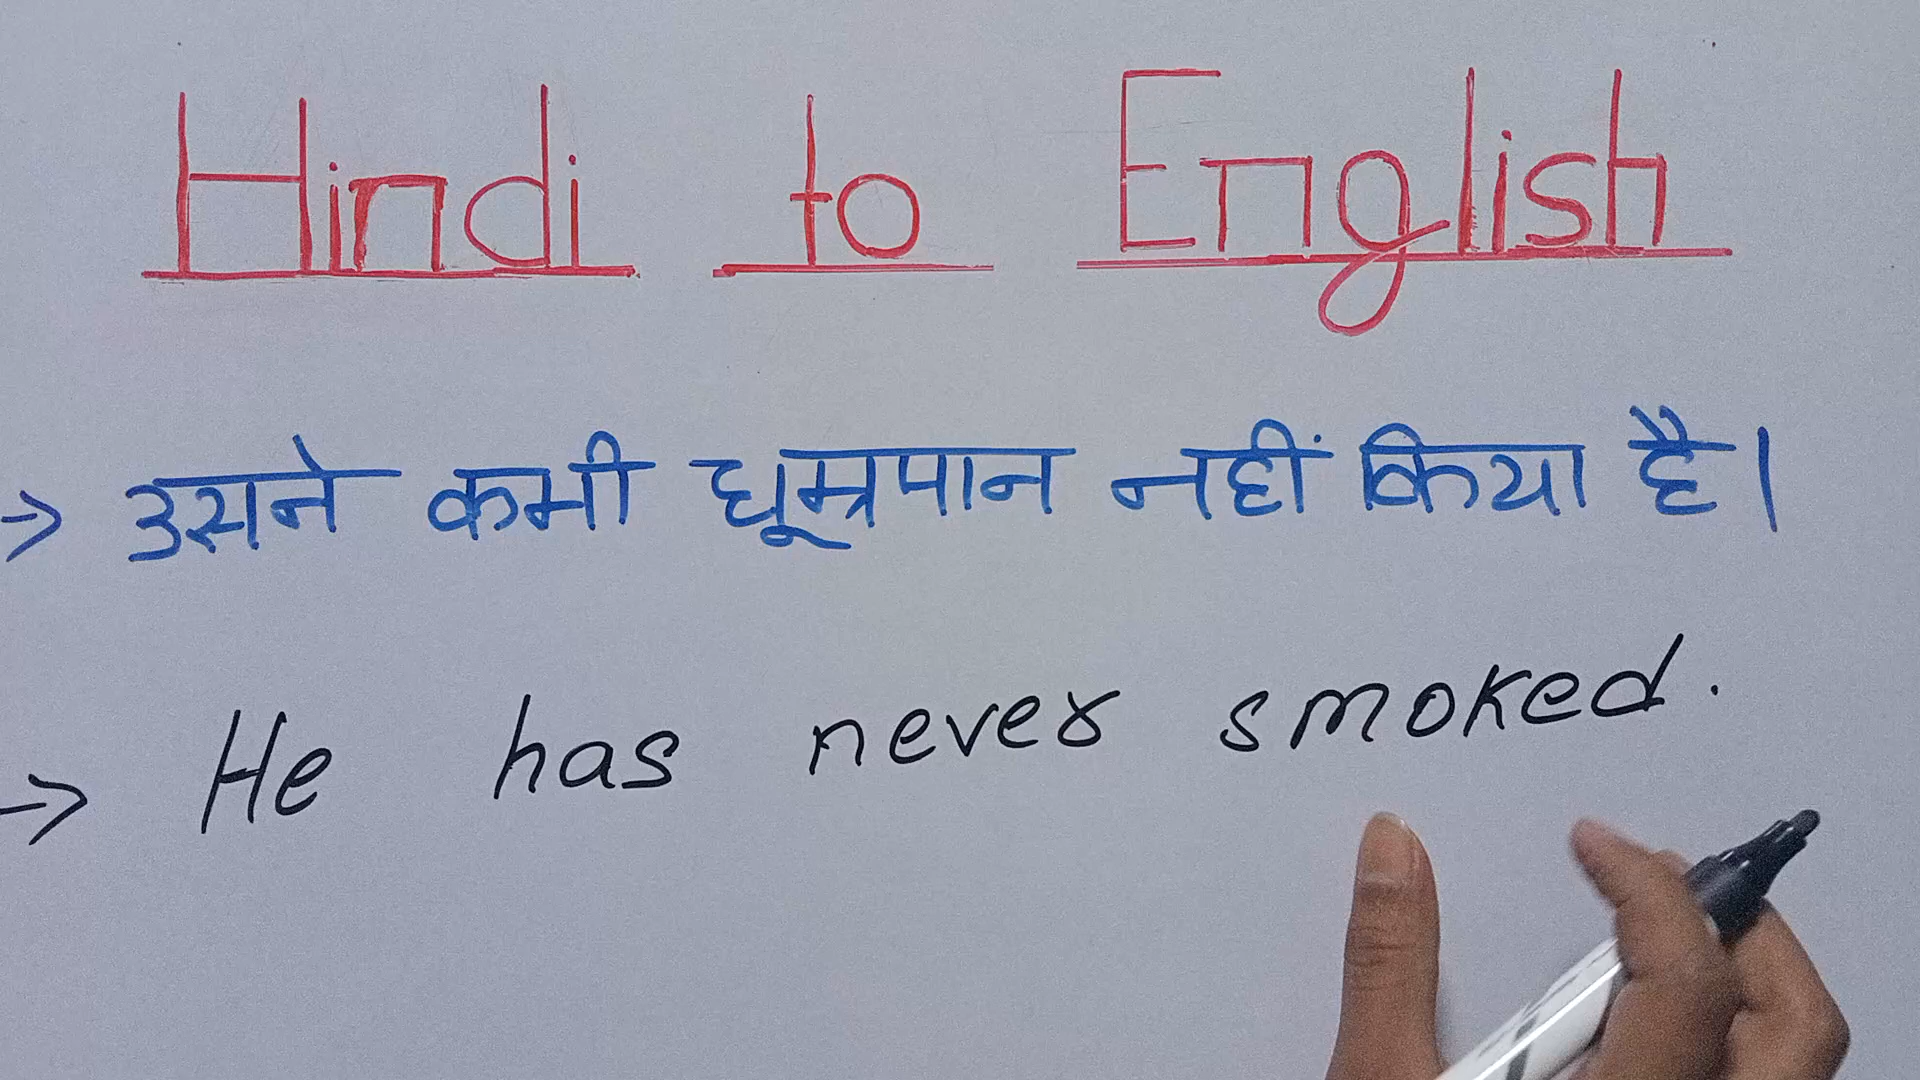 Hindi to English
→ उसने कभी धूम्रपान नहीं किया है।
→ He has never smoked.